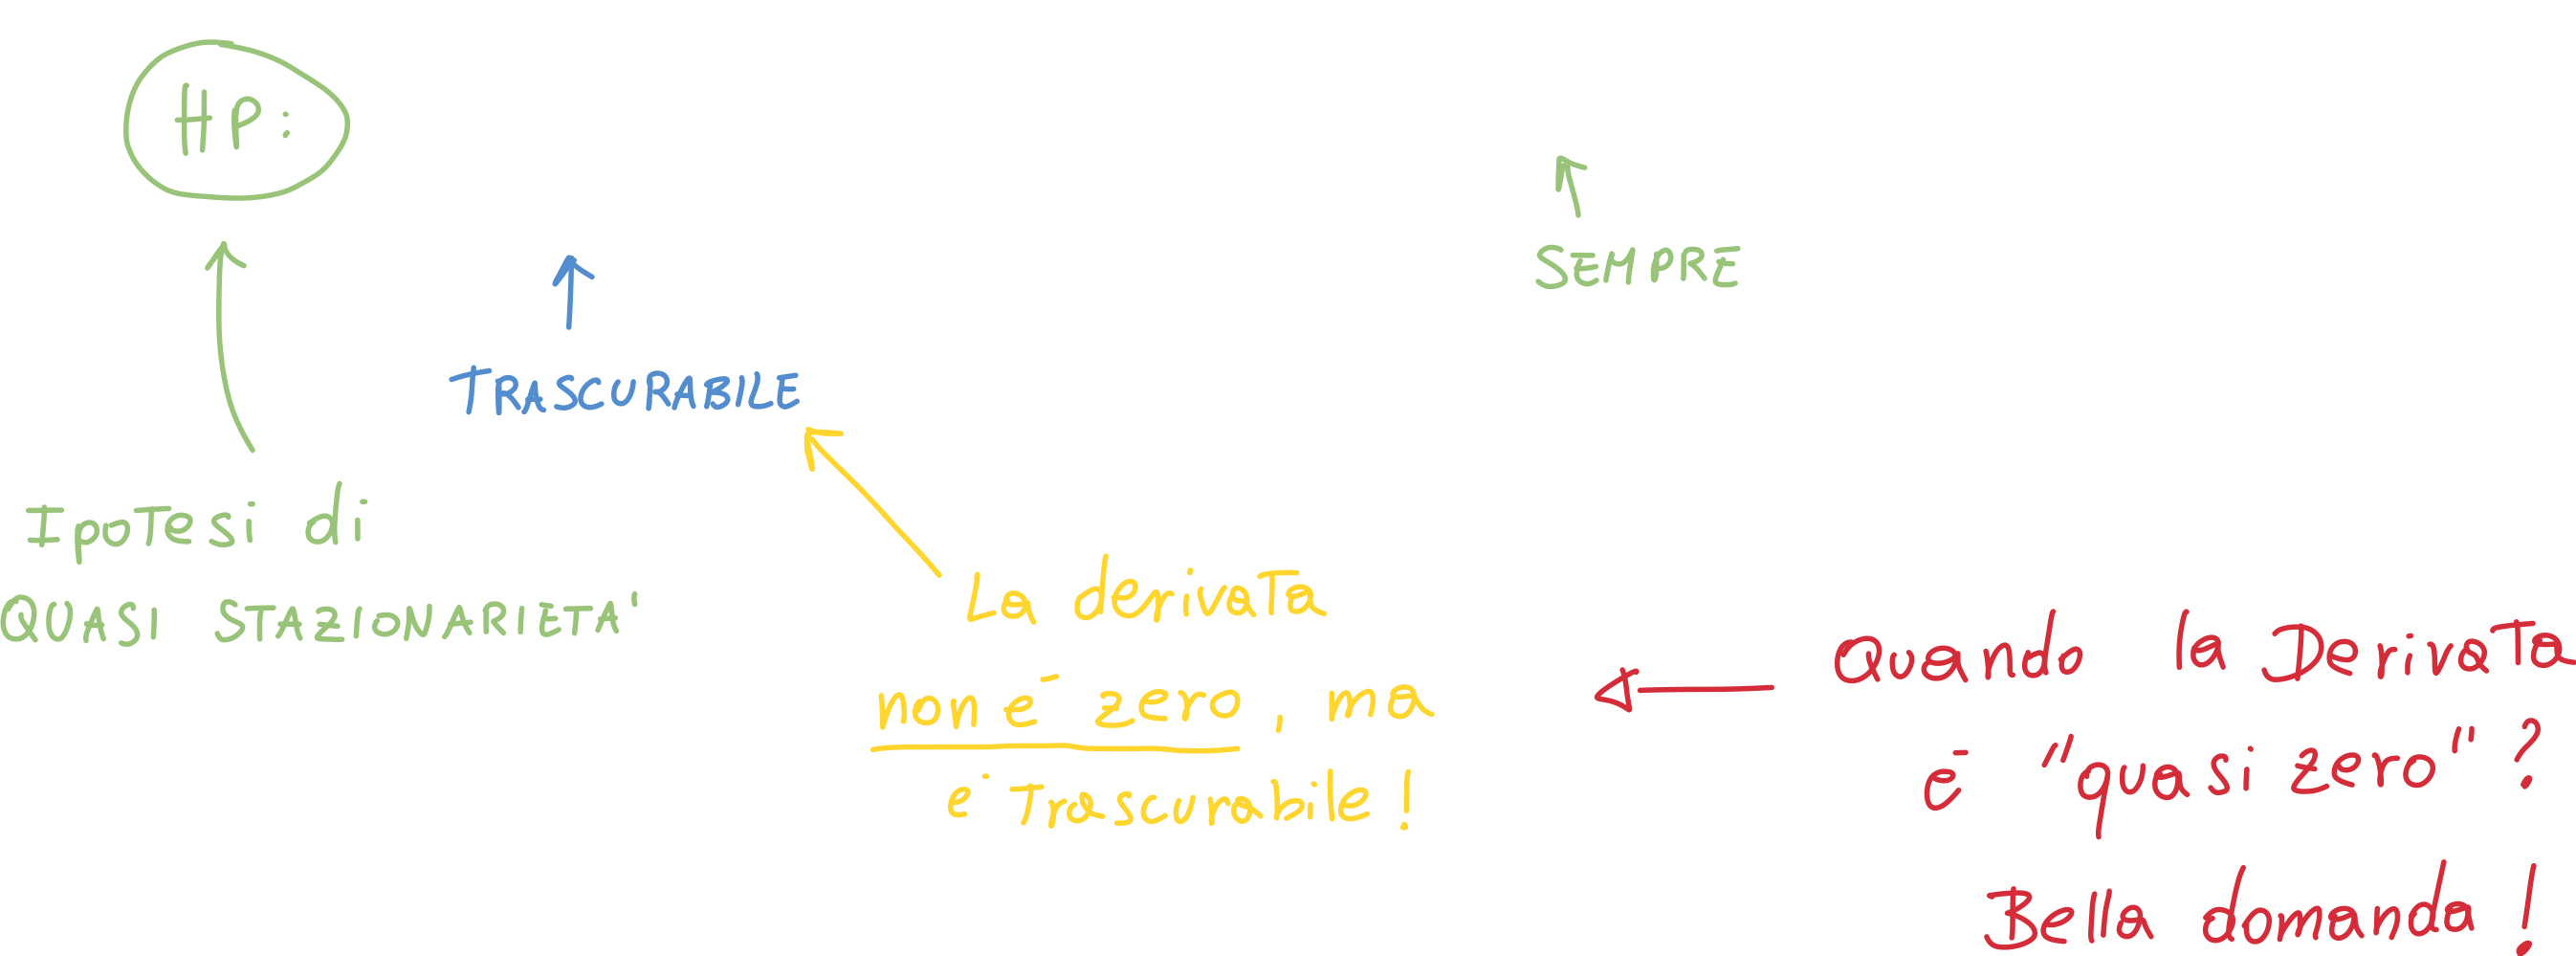 HP:
SEMPRE
TRASCURABILE
Ipotesi di
QUASI STAZIONARIETA'
La derivata
non è zero, ma
è trascurabile!
Quando la Derivata
è "quasi zero"?
Bella domanda!